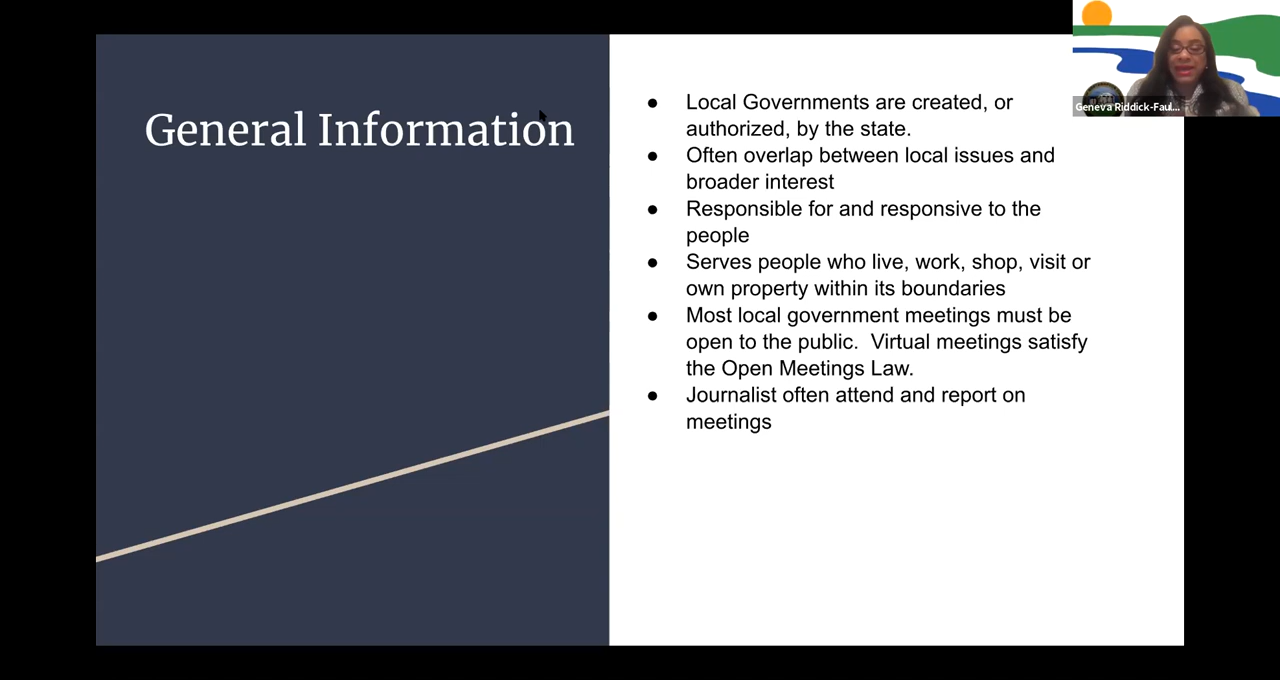 General Information
● Local Governments are created, or
authorized, by the state.
● Often overlap between local issues and
broader interest
● Responsible for and responsive to the
people
● Serves people who live, work, shop, visit or
own property within its boundaries
● Most local government meetings must be
open to the public.  Virtual meetings satisfy
the Open Meetings Law.
● Journalist often attend and report on
meetings
Geneva Riddick-Faul...